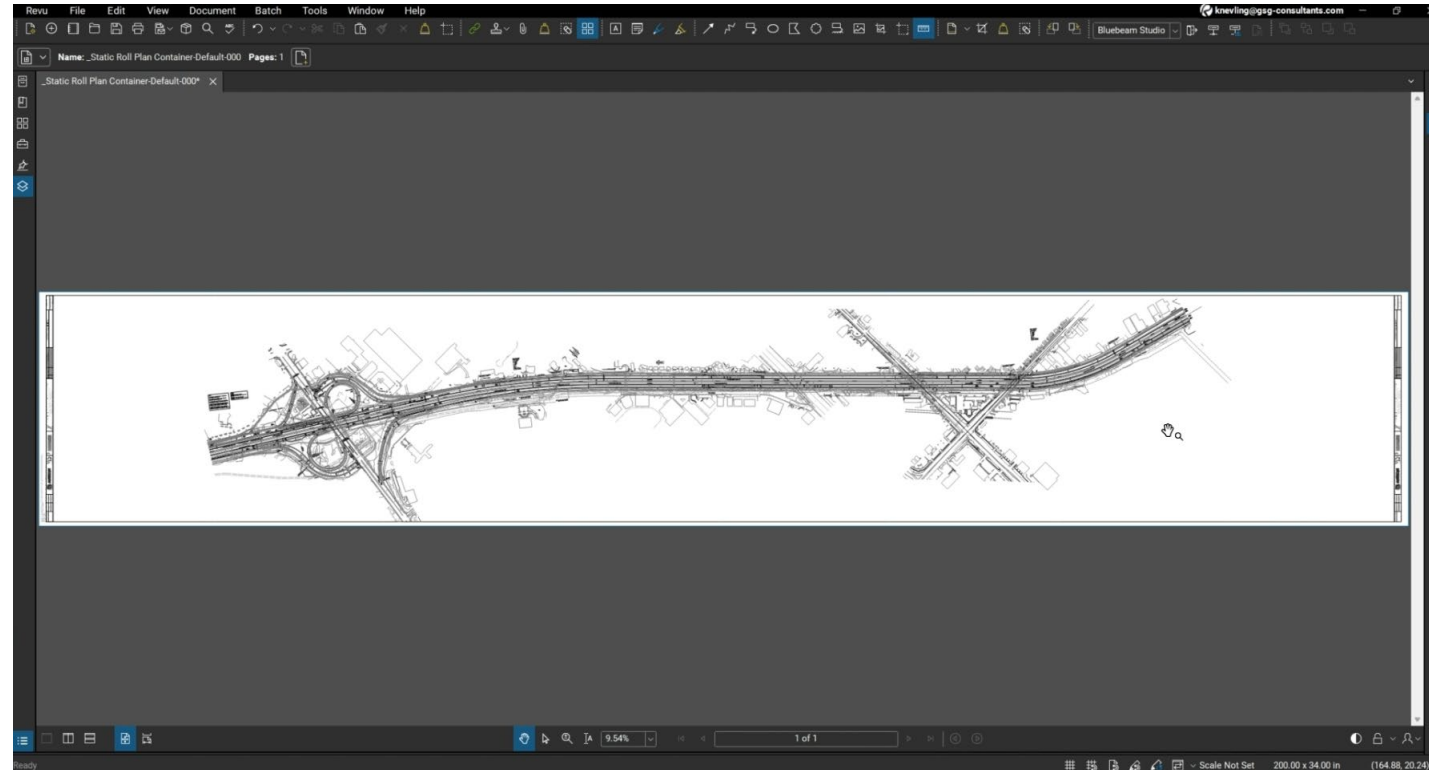 Revu File Edit View Document Batch Tools Window Help knevling@gsg-consultants.com
Bluebeam Studio
Name: _Static Roll Plan Container-Default-000 Pages: 1
_Static Roll Plan Container-Default-000*
9.54% 1 of 1
Ready Scale Not Set 200.00 x 34.00 in (164.88, 20.24)